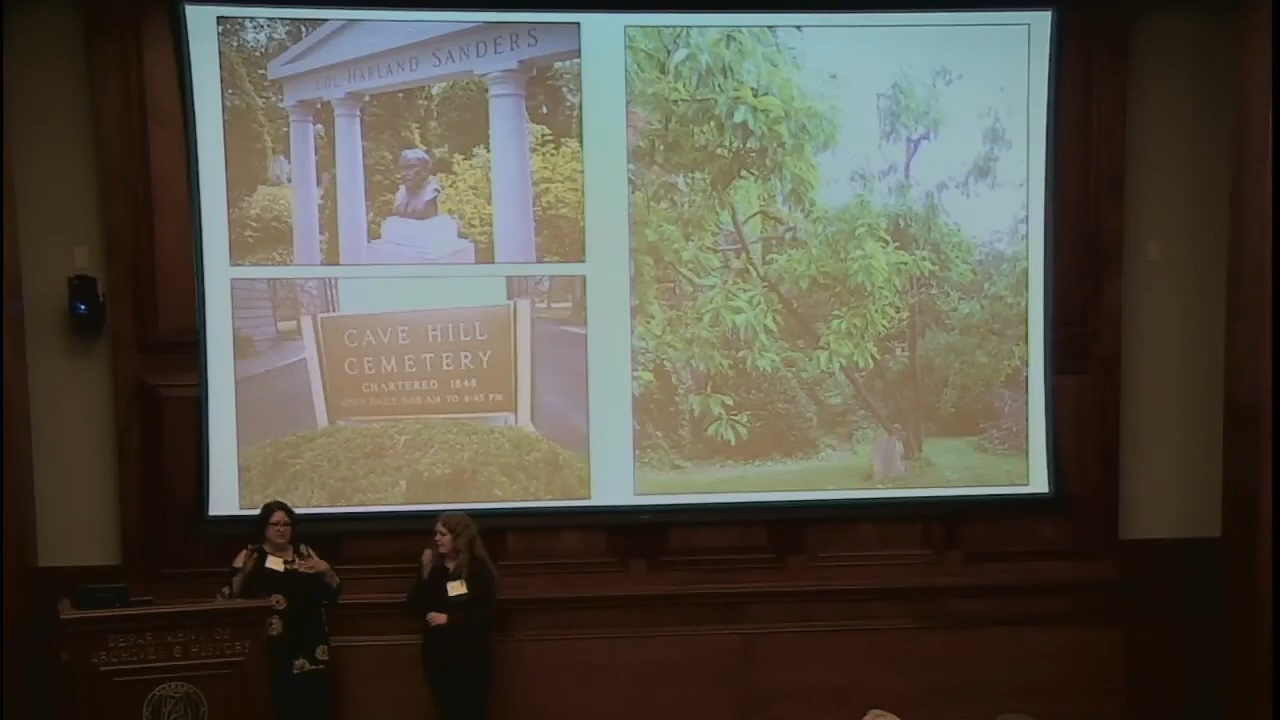 COL HARLAND SANDERS
CAVE HILL
CEMETERY
CHARTERED 1848
DEPARTMENT OF
ARCHIVES & HISTORY